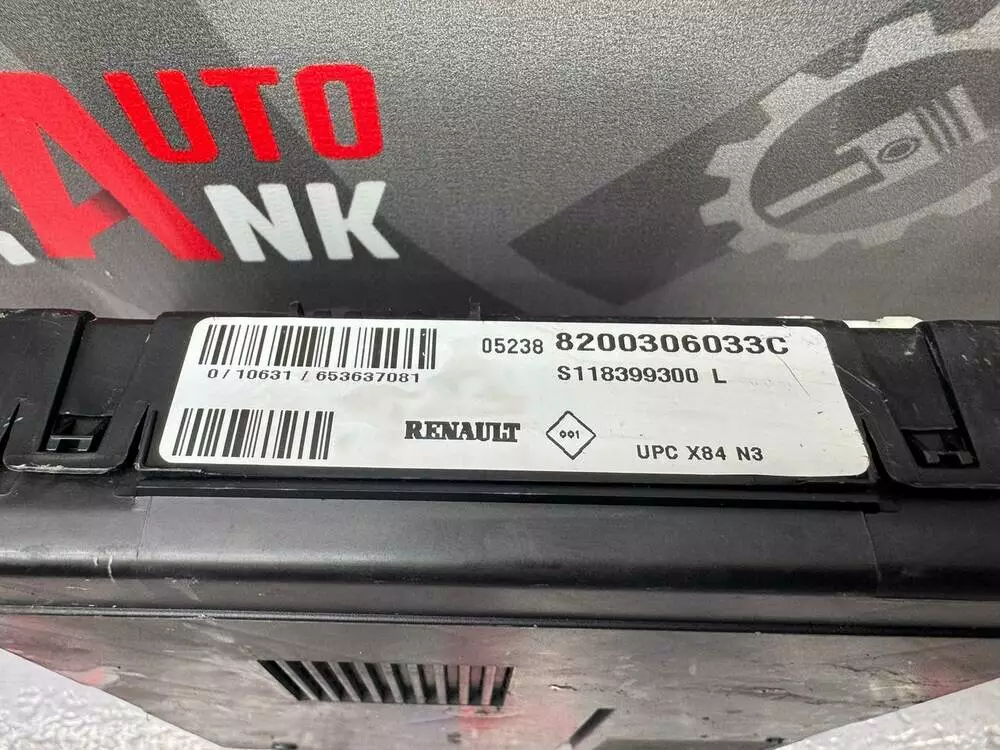 AUTO
ANK
05238 8200306033C
0/10631/653637081
S118399300 L
RENAULT
001
UPC X84 N3